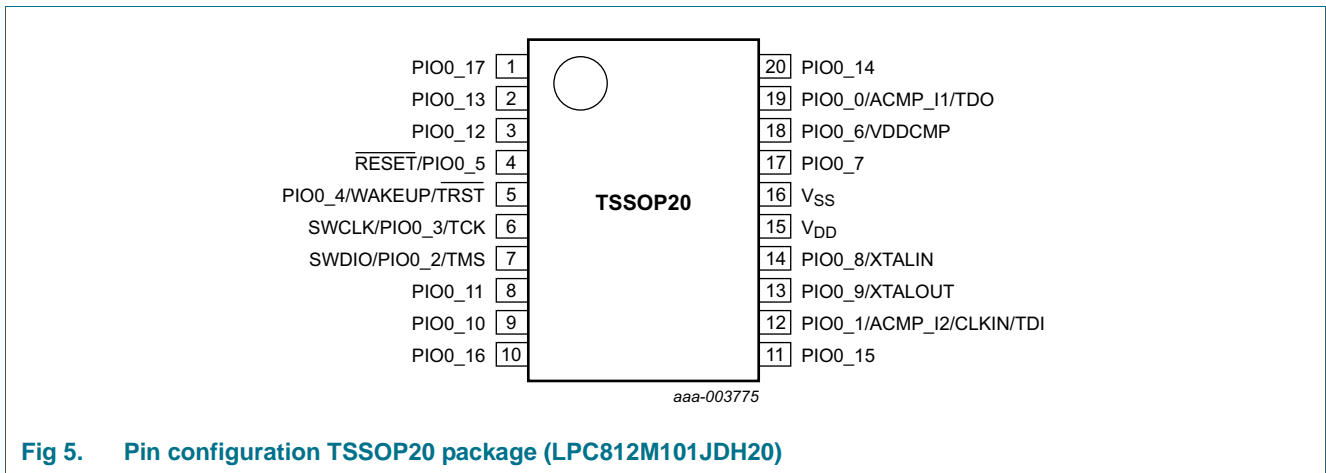 PIO0_17 1
PIO0_13 2
PIO0_12 3
RESET/PIO0_5 4
PIO0_4/WAKEUP/TRST 5
SWCLK/PIO0_3/TCK 6
SWDIO/PIO0_2/TMS 7
PIO0_11 8
PIO0_10 9
PIO0_16 10
TSSOP20
20 PIO0_14
19 PIO0_0/ACMP_I1/TDO
18 PIO0_6/VDDCMP
17 PIO0_7
16 VSS
15 VDD
14 PIO0_8/XTALIN
13 PIO0_9/XTALOUT
12 PIO0_1/ACMP_I2/CLKIN/TDI
11 PIO0_15
aaa-003775
Fig 5. Pin configuration TSSOP20 package (LPC812M101JDH20)